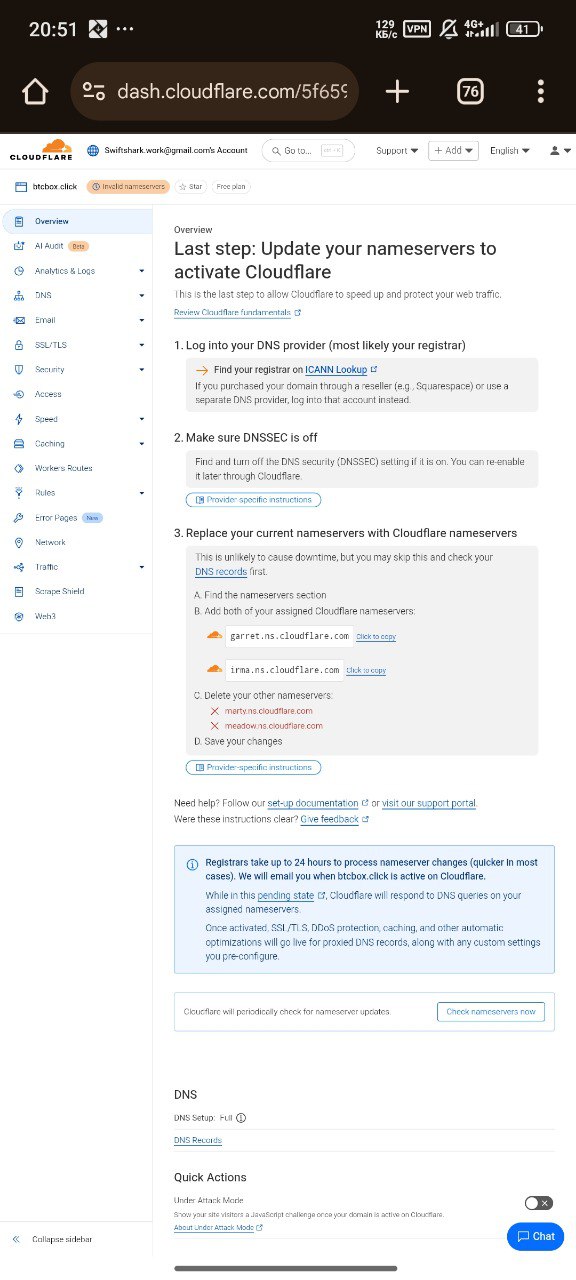 20:51
129 КБ/с VPN 4G+ 41
dash.cloudflare.com/5f659
76
CLOUDFLARE
Swiftshark.work@gmail.com's Account
Go to...
Support
+ Add
English
btcbox.click
Invalid nameservers
Star
Free plan
Overview
AI Audit Beta
Analytics & Logs
DNS
Email
SSL/TLS
Security
Access
Speed
Caching
Workers Routes
Rules
Error Pages New
Network
Traffic
Scrape Shield
Web3
Collapse sidebar
Overview
Last step: Update your nameservers to
activate Cloudflare
This is the last step to allow Cloudflare to speed up and protect your web traffic.
Review Cloudflare fundamentals
1. Log into your DNS provider (most likely your registrar)
Find your registrar on ICANN Lookup
If you purchased your domain through a reseller (e.g., Squarespace) or use a
separate DNS provider, log into that account instead.
2. Make sure DNSSEC is off
Find and turn off the DNS security (DNSSEC) setting if it is on. You can re-enable
it later through Cloudflare.
Provider-specific instructions
3. Replace your current nameservers with Cloudflare nameservers
This is unlikely to cause downtime, but you may skip this and check your
DNS records first.
A. Find the nameservers section
B. Add both of your assigned Cloudflare nameservers:
garret.ns.cloudflare.com Click to copy
irma.ns.cloudflare.com Click to copy
C. Delete your other nameservers:
marty.ns.cloudflare.com
meadow.ns.cloudflare.com
D. Save your changes
Provider-specific instructions
Need help? Follow our set-up documentation or visit our support portal.
Were these instructions clear? Give feedback
Registrars take up to 24 hours to process nameserver changes (quicker in most
cases). We will email you when btcbox.click is active on Cloudflare.
While in this pending state, Cloudflare will respond to DNS queries on your
assigned nameservers.
Once activated, SSL/TLS, DDoS protection, caching, and other automatic
optimizations will go live for proxied DNS records, along with any custom settings
you pre-configure.
Cloudflare will periodically check for nameserver updates.
Check nameservers now
DNS
DNS Setup: Full
DNS Records
Quick Actions
Under Attack Mode
Show your site visitors a JavaScript challenge once your domain is active on Cloudflare.
About Under Attack Mode
Chat